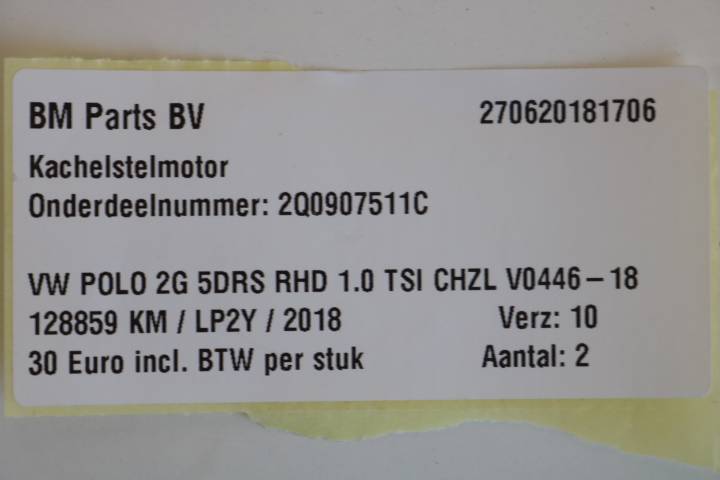 BM Parts BV 270620181706
Kachelstelmotor
Onderdeelnummer: 2Q0907511C
VW POLO 2G 5DRS RHD 1.0 TSI CHZL V0446-18
128859 KM / LP2Y / 2018 Verz: 10
30 Euro incl. BTW per stuk Aantal: 2